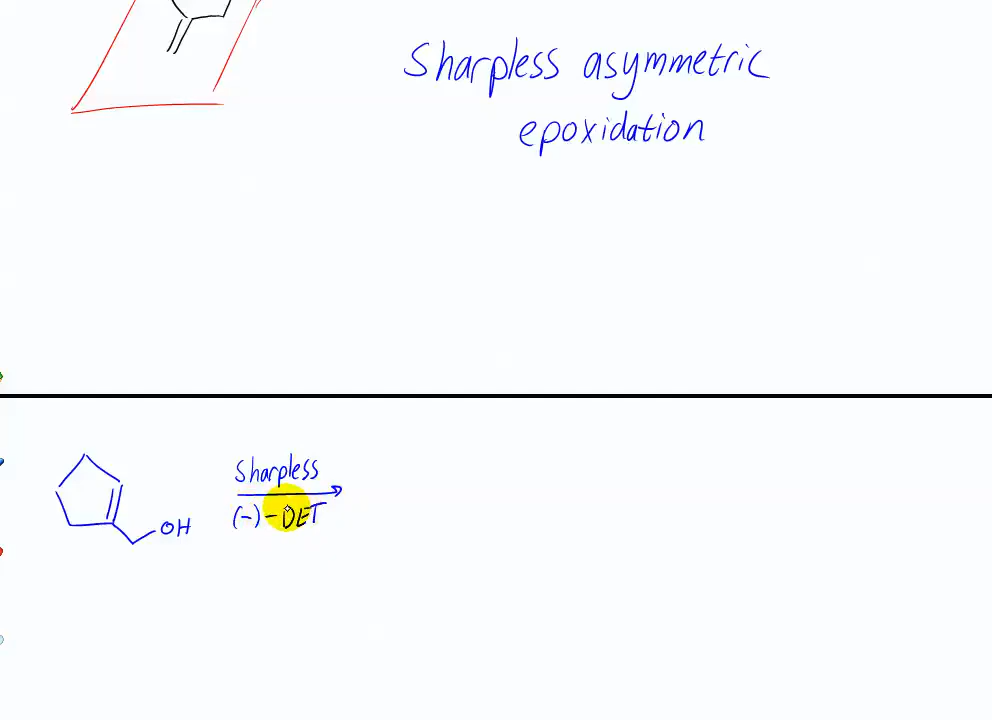 Sharpless asymmetric
epoxidation
Sharpless
(-)-DET
OH